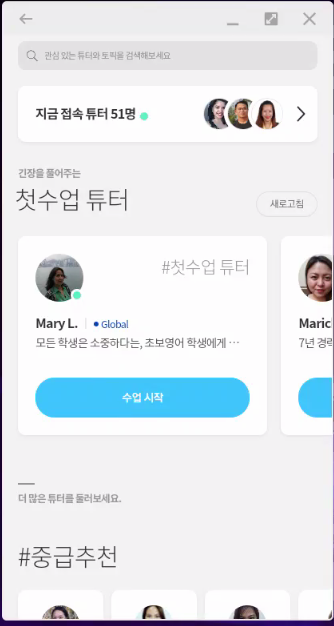 관심 있는 튜터와 토픽을 검색해보세요
지금 접속 튜터 51명
긴장을 풀어주는
첫수업 튜터
새로고침
#첫수업 튜터
Mary L.
Global
모든 학생은 소중하다는, 초보영어 학생에게 …
수업 시작
Maric
7년 경력
더 많은 튜터를 둘러보세요.
#중급추천